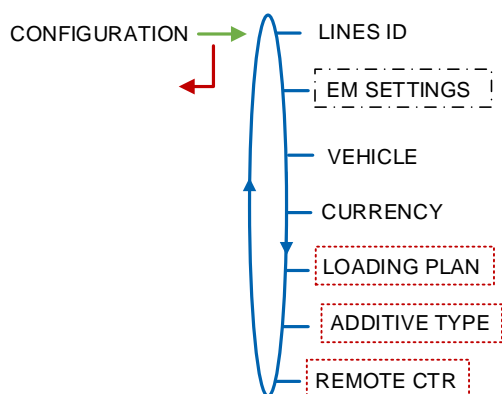 CONFIGURATION
LINES ID
EM SETTINGS
VEHICLE
CURRENCY
LOADING PLAN
ADDITIVE TYPE
REMOTE CTR